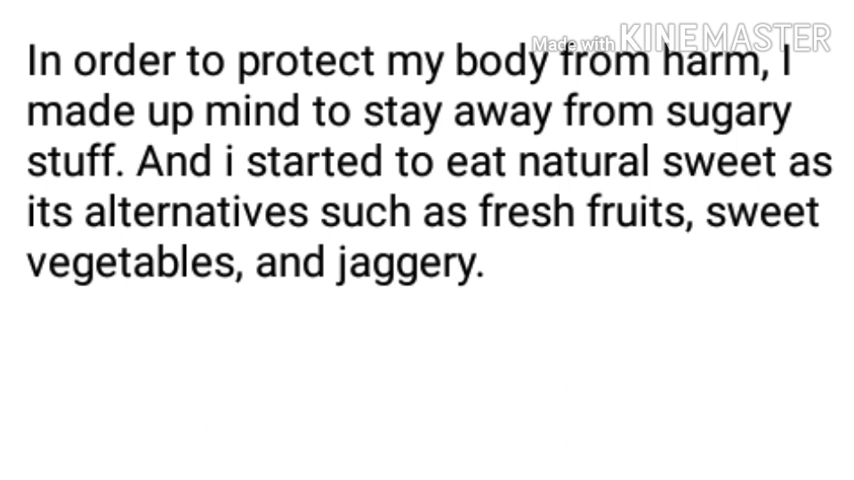 Made with KINEMASTER
In order to protect my body from harm, I
made up mind to stay away from sugary
stuff. And i started to eat natural sweet as
its alternatives such as fresh fruits, sweet
vegetables, and jaggery.